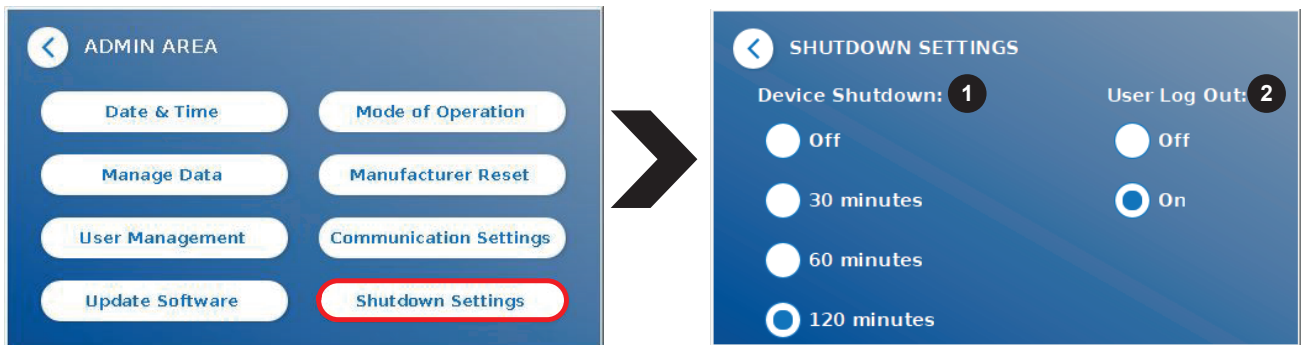 ADMIN AREA
Date & Time
Mode of Operation
Manage Data
Manufacturer Reset
User Management
Communication Settings
Update Software
Shutdown Settings
SHUTDOWN SETTINGS
Device Shutdown: 1
User Log Out: 2
Off
Off
30 minutes
On
60 minutes
120 minutes